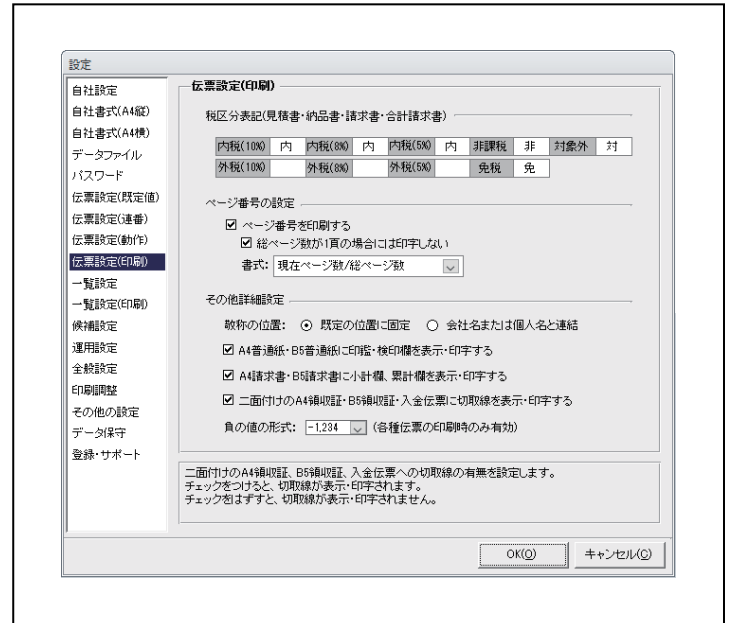 設定
自社設定
自社書式(A4縦)
自社書式(A4横)
データファイル
パスワード
伝票設定(既定値)
伝票設定(連番)
伝票設定(動作)
伝票設定(印刷)
一覧設定
一覧設定(印刷)
候補設定
運用設定
全般設定
印刷調整
その他の設定
データ保守
登録・サポート
伝票設定(印刷)
税区分表記(見積書・納品書・請求書・合計請求書)
内税(10%) 内 内税(8%) 内 内税(5%) 内 非課税 非 対象外 対
外税(10%) 外税(8%) 外税(5%) 免税 免
ページ番号の設定
ページ番号を印刷する
総ページ数が1頁の場合には印字しない
書式: 現在ページ数/総ページ数
その他詳細設定
敬称の位置: 既定の位置に固定 会社名または個人名と連結
A4普通紙・B5普通紙に印鑑・検印欄を表示・印字する
A4請求書・B5請求書に小計欄、累計欄を表示・印字する
二面付けのA4領収証・B5領収証・入金伝票に切取線を表示・印字する
負の値の形式: -1,234 (各種伝票の印刷時のみ有効)
二面付けのA4領収証、B5領収証、入金伝票への切取線の有無を設定します。
チェックをつけると、切取線が表示・印字されます。
チェックをはずすと、切取線が表示・印字されません。
OK(O) キャンセル(C)